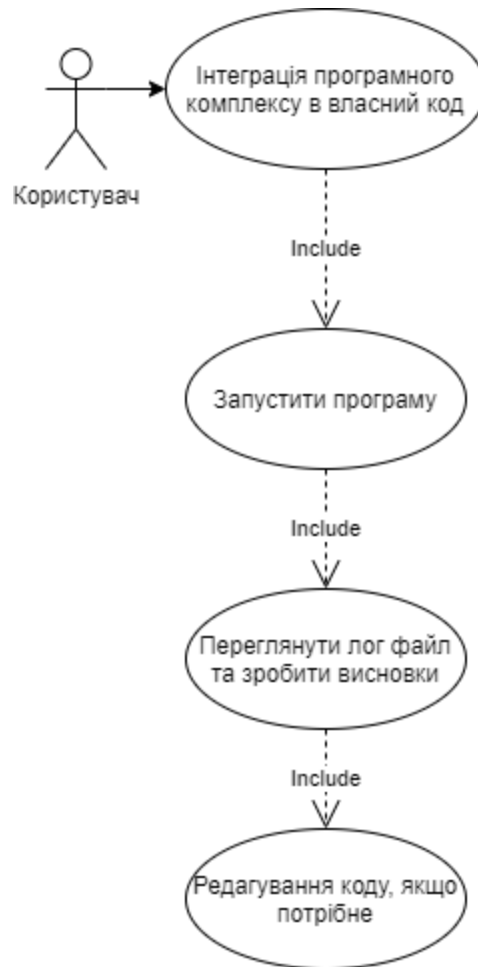 Інтеграція програмного
комплексу в власний код
Користувач
Include
Запустити програму
Include
Переглянути лог файл
та зробити висновки
Include
Редагування коду, якщо
потрібне